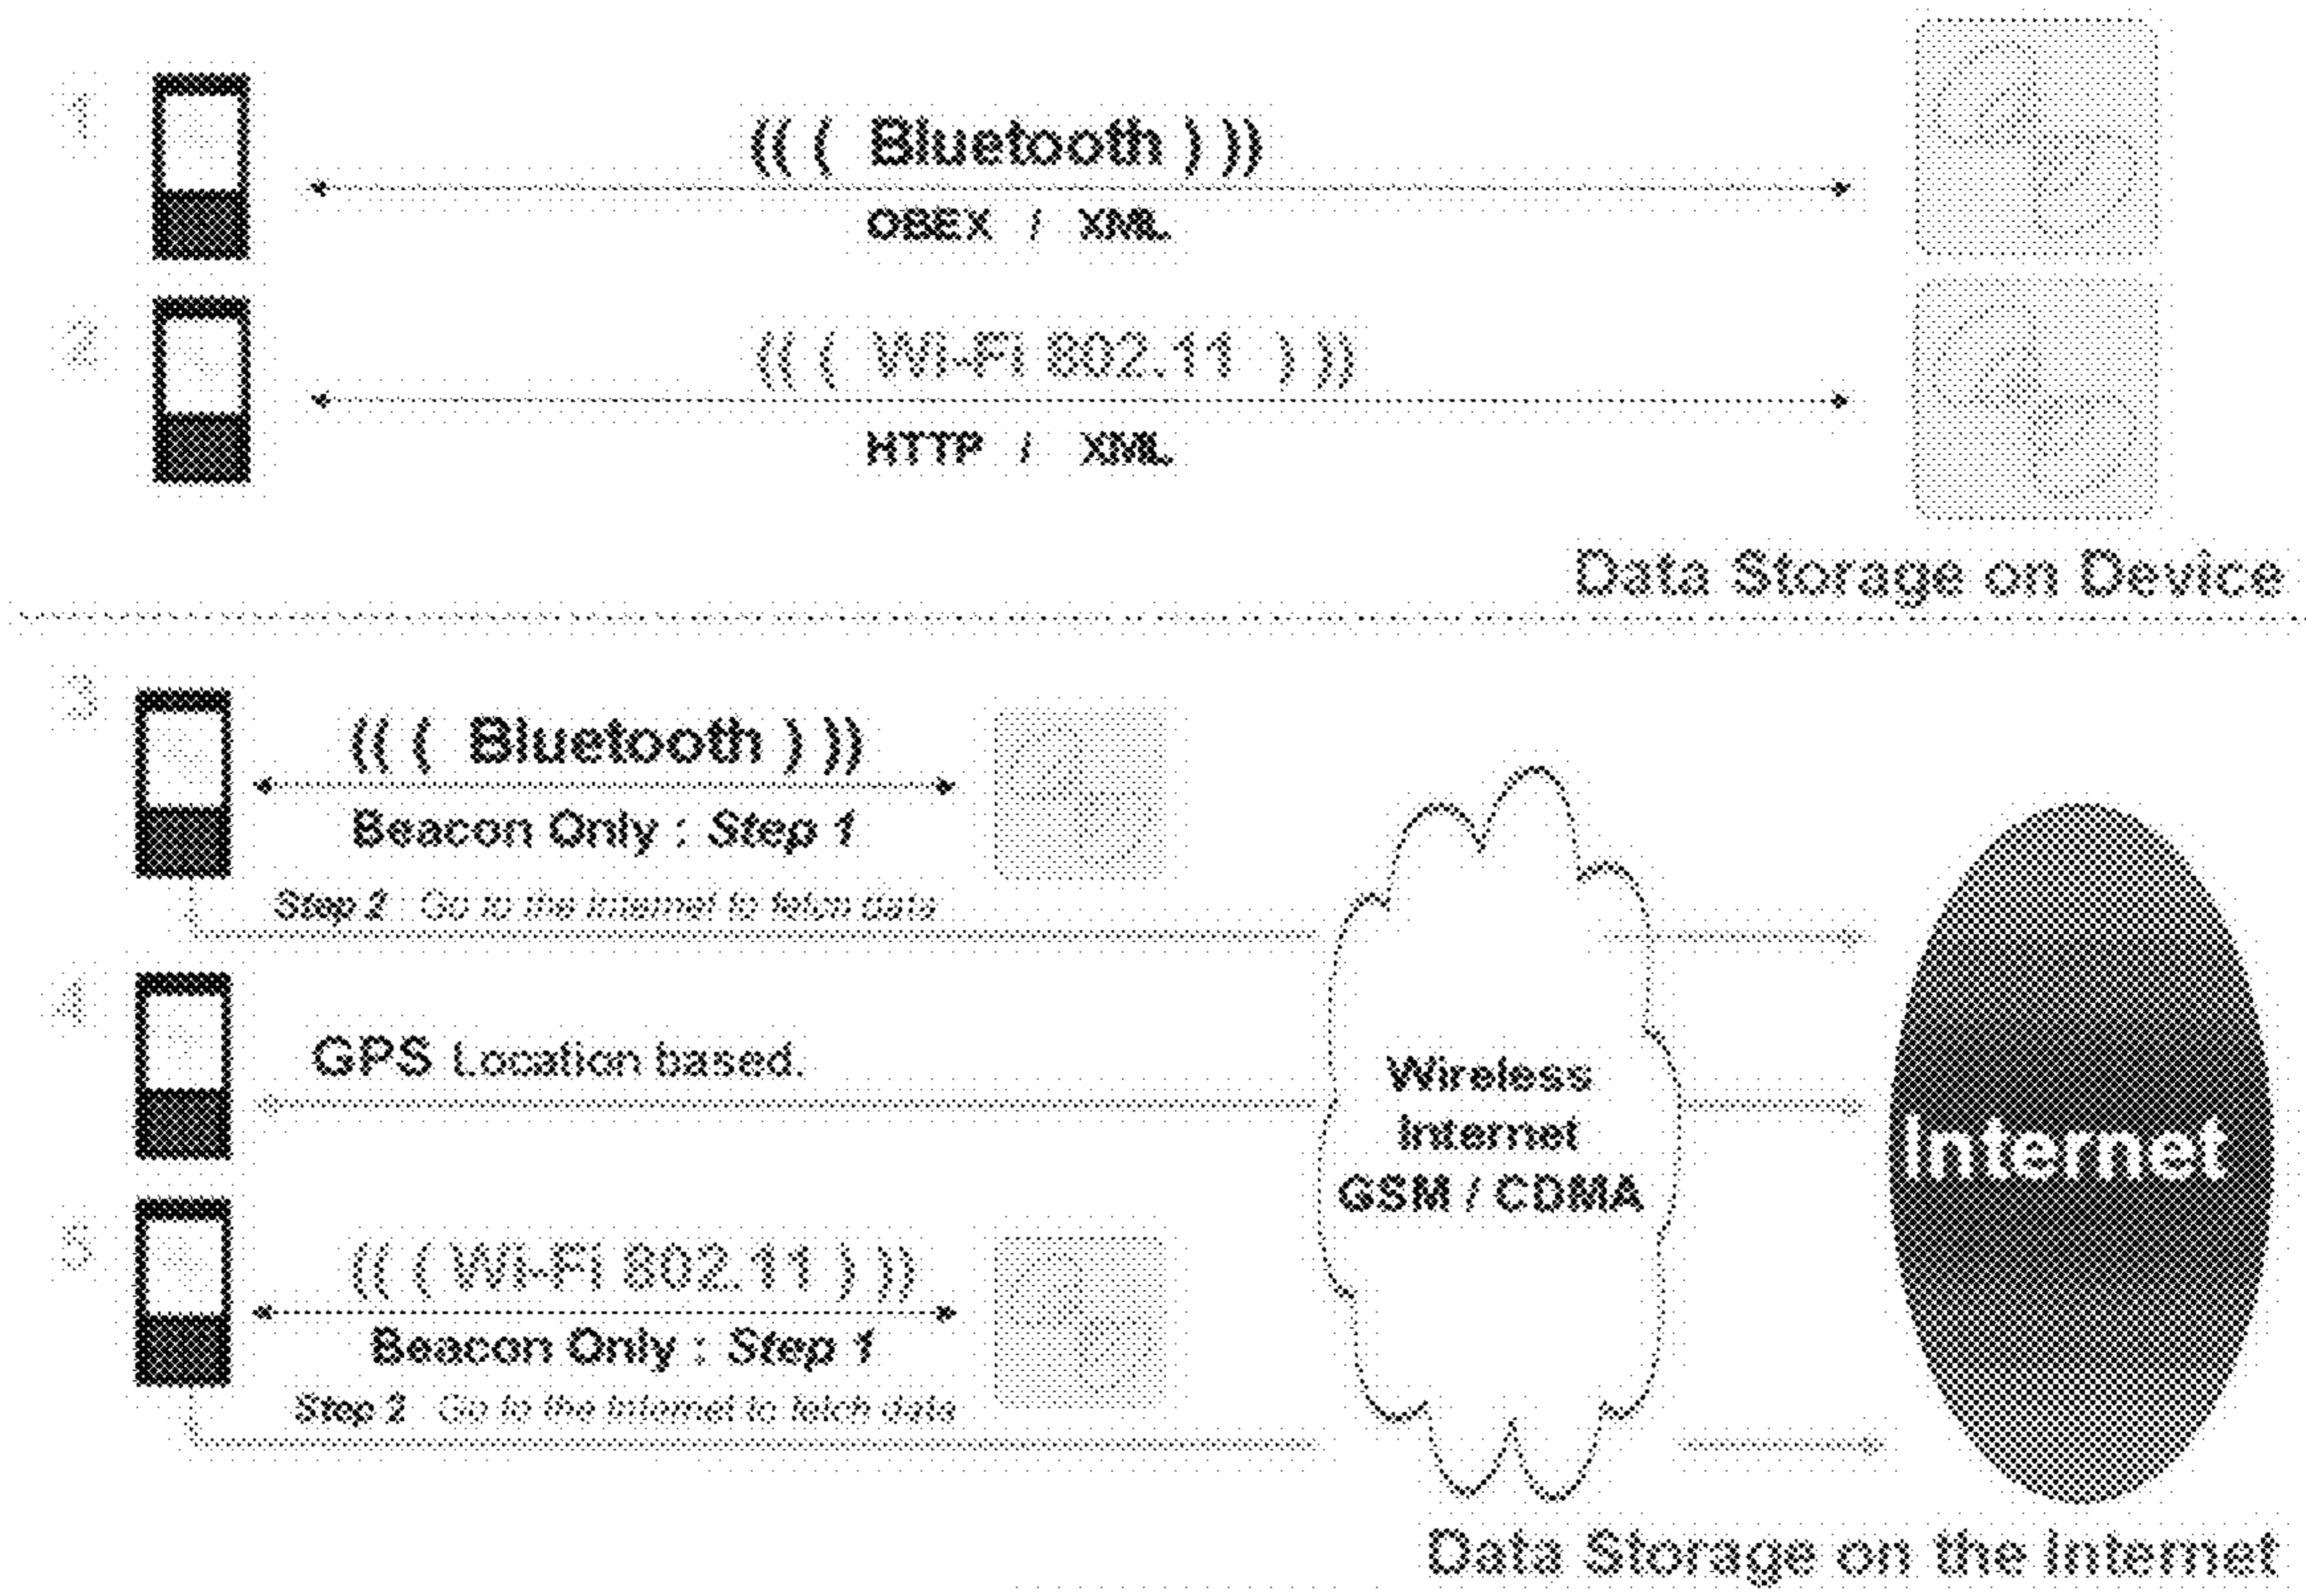 1
((( Bluetooth )))
OBEX / XML
2
((( Wi-Fi 802.11 )))
HTTP / XML
Data Storage on Device
3
((( Bluetooth )))
Beacon Only : Step 1
Step 2 : Go to the Internet to fetch data
4
GPS Location based.
Wireless
Internet
GSM / CDMA
Internet
5
((( Wi-Fi 802.11 )))
Beacon Only : Step 1
Step 2 : Go to the Internet to fetch data
Data Storage on the Internet